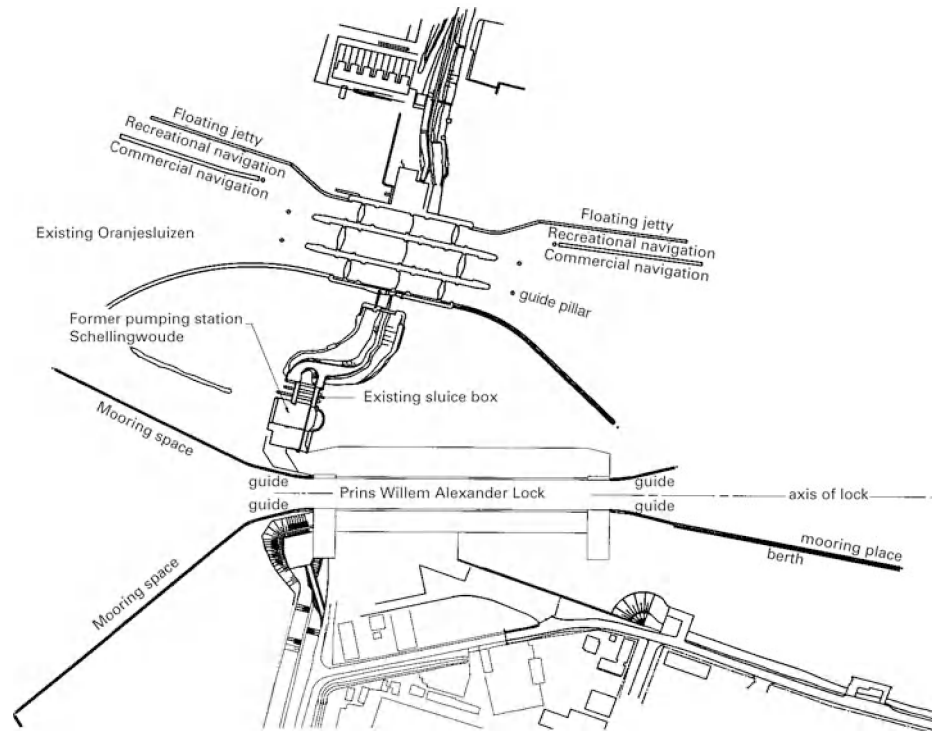 Floating jetty
Recreational navigation
Commercial navigation
Existing Oranjesluizen
Floating jetty
Recreational navigation
Commercial navigation
guide pillar
Former pumping station
Schellingwoude
Existing sluice box
Mooring space
guide
Prins Willem Alexander Lock
guide
axis of lock
guide
guide
mooring place
berth
Mooring space